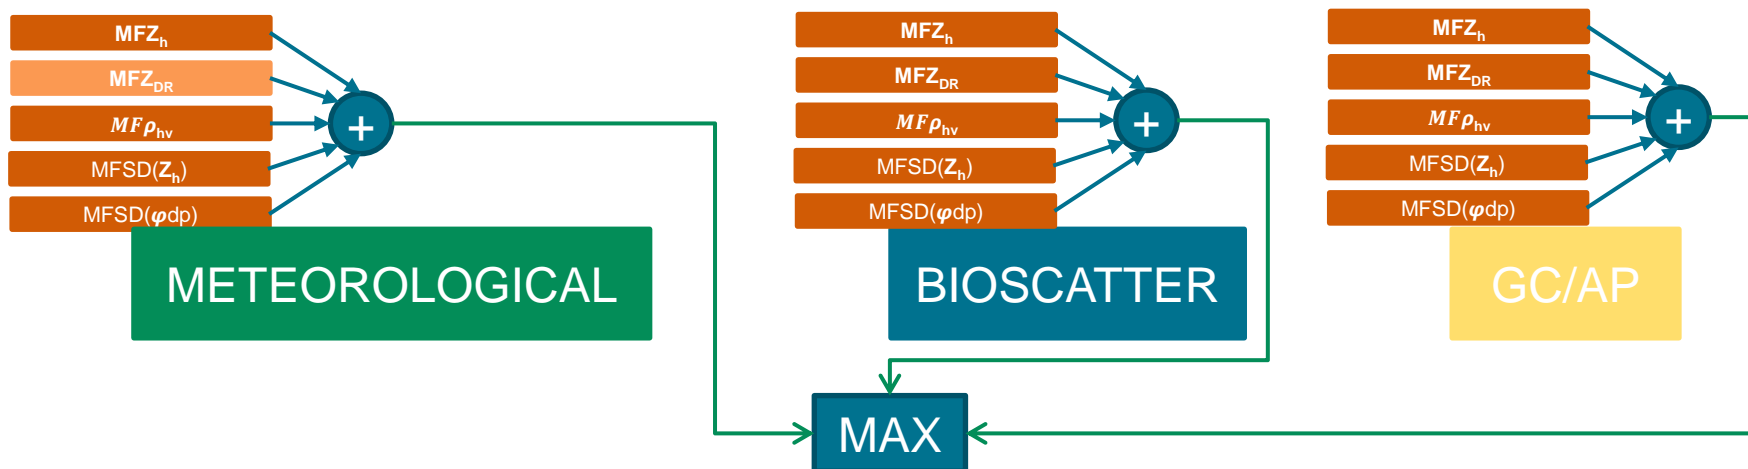 MFZh
MFZDR
MFρhv
MFSD(Zh)
MFSD(φdp)
+
METEOROLOGICAL
MFZh
MFZDR
MFρhv
MFSD(Zh)
MFSD(φdp)
+
BIOSCATTER
MFZh
MFZDR
MFρhv
MFSD(Zh)
MFSD(φdp)
+
GC/AP
MAX